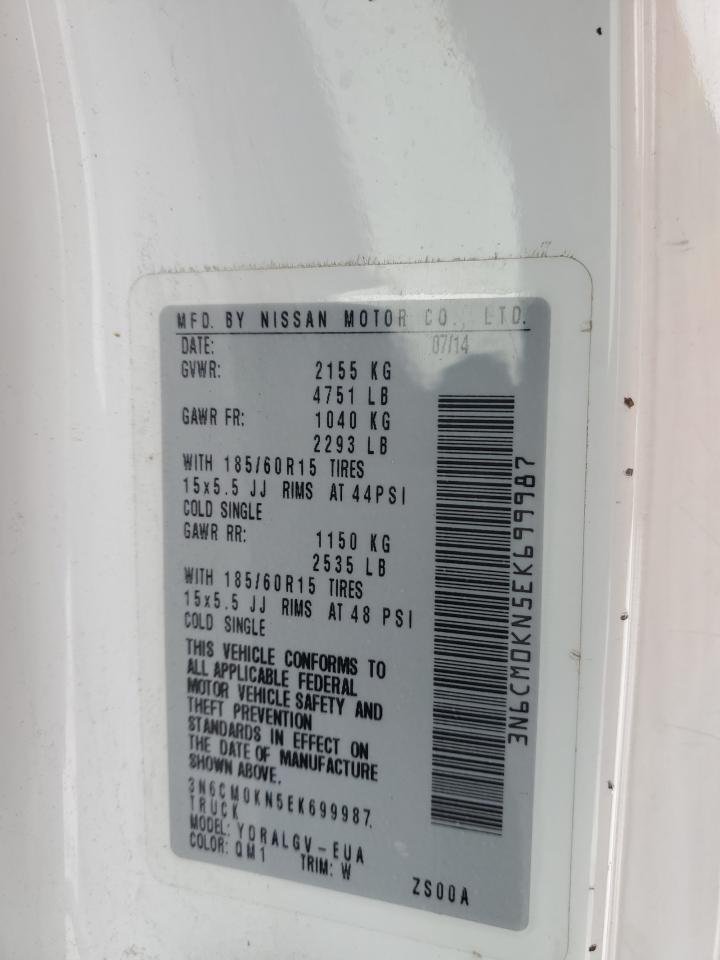 MFD. BY NISSAN MOTOR CO., LTD.
DATE: 07/14
GVWR: 2155 KG
4751 LB
GAWR FR: 1040 KG
2293 LB
WITH 185/60R15 TIRES
15x5.5 JJ RIMS AT 44PSI
COLD SINGLE
GAWR RR: 1150 KG
2535 LB
WITH 185/60R15 TIRES
15x5.5 JJ RIMS AT 48 PSI
COLD SINGLE
THIS VEHICLE CONFORMS TO
ALL APPLICABLE FEDERAL
MOTOR VEHICLE SAFETY AND
THEFT PREVENTION
STANDARDS IN EFFECT ON
THE DATE OF MANUFACTURE
SHOWN ABOVE.
3N6CM0KN5EK699987
TRUCK
MODEL: YDRALGV-EUA
COLOR: QM1 TRIM: W
ZS00A
3N6CM0KN5EK699987